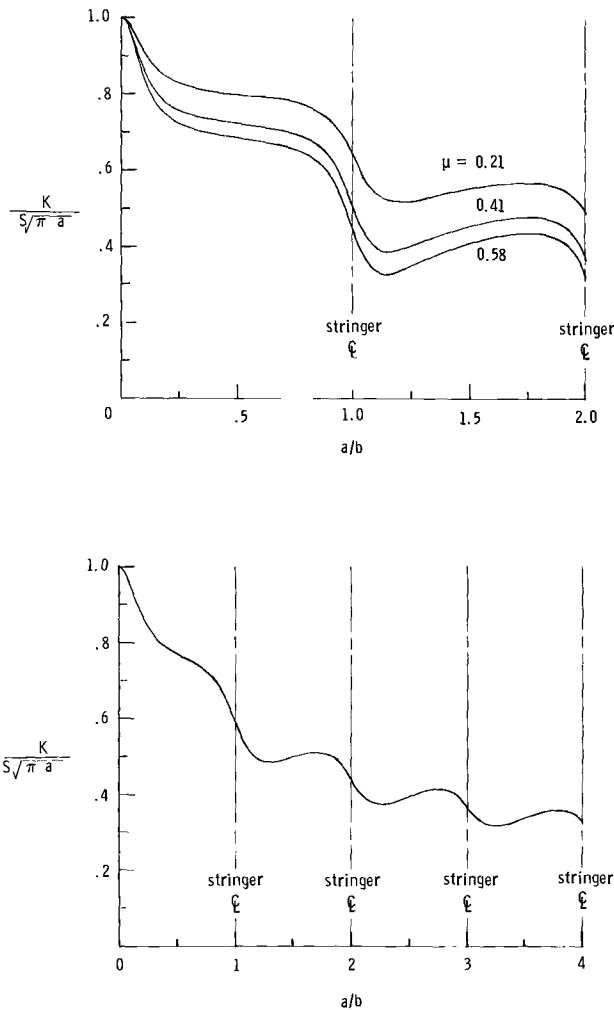 1.0
.8
.6
.4
.2
0
K
S√π a
μ = 0.21
0.41
0.58
stringer
℄
stringer
℄
.5
1.0
1.5
2.0
a/b
1.0
.8
.6
.4
.2
K
S√π a
stringer
℄
stringer
℄
stringer
℄
stringer
℄
0
1
2
3
4
a/b